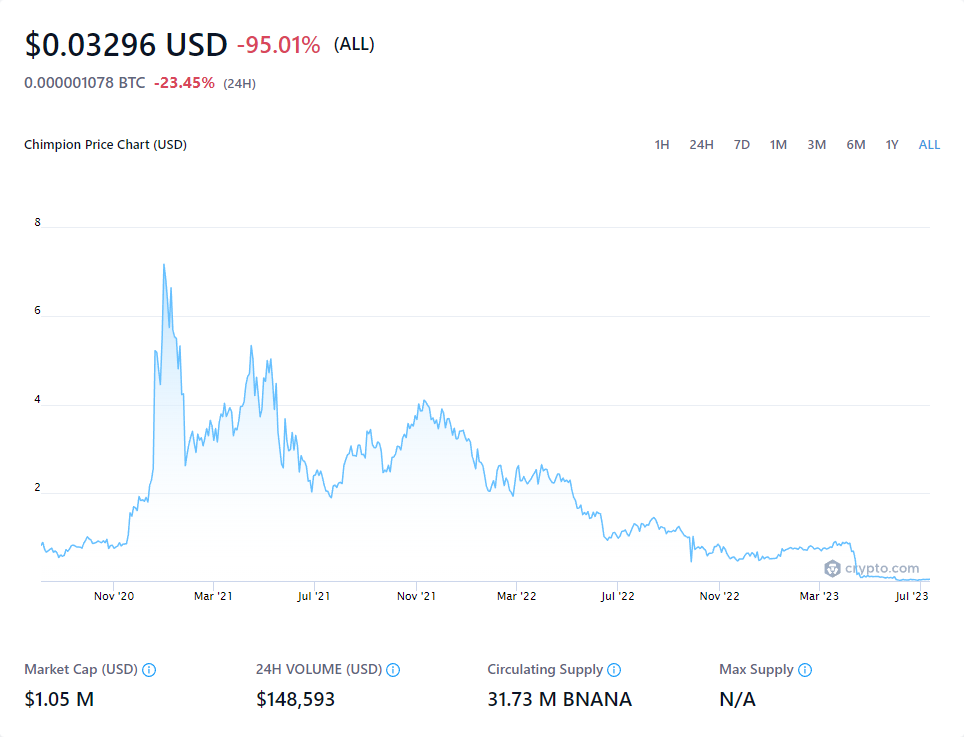 $0.03296 USD -95.01% (ALL)
0.000001078 BTC -23.45% (24H)
Chimpion Price Chart (USD) 1H 24H 7D 1M 3M 6M 1Y ALL
8
6
4
2
crypto.com
Nov '20 Mar '21 Jul '21 Nov '21 Mar '22 Jul '22 Nov '22 Mar '23 Jul '23
Market Cap (USD) 24H VOLUME (USD) Circulating Supply Max Supply
$1.05 M $148,593 31.73 M BNANA N/A